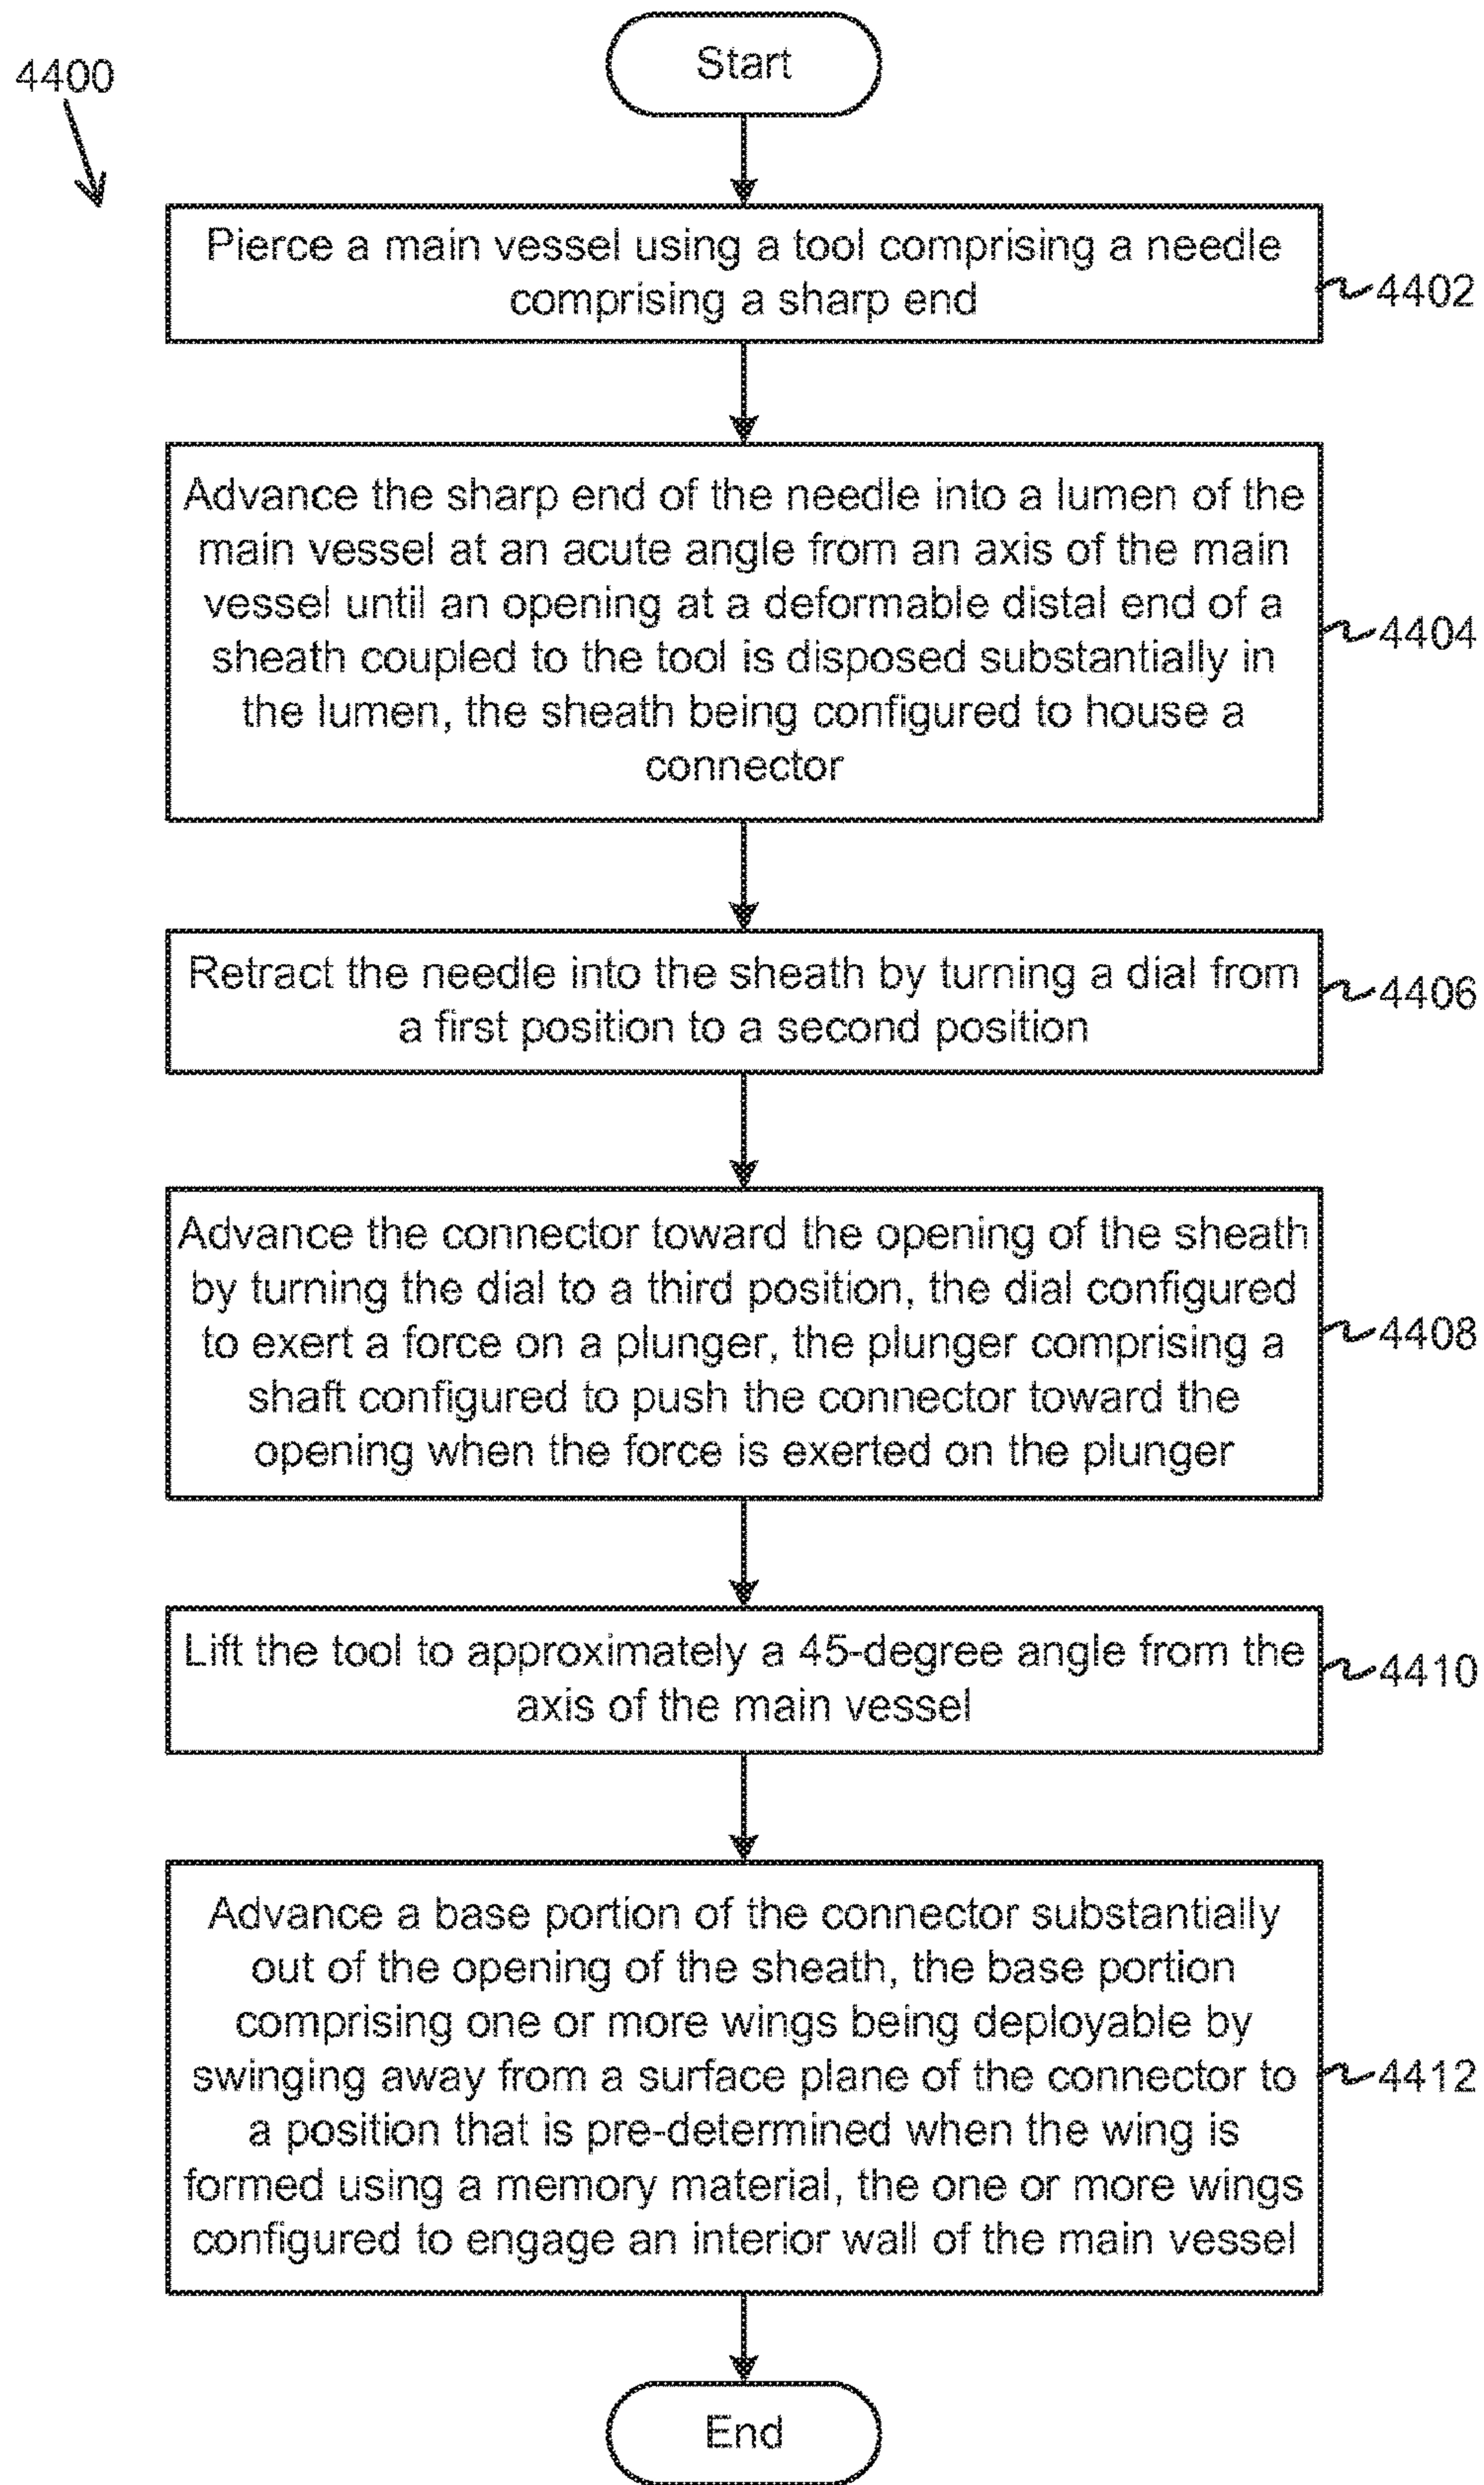 Start
4400
Pierce a main vessel using a tool comprising a needle
comprising a sharp end
4402
Advance the sharp end of the needle into a lumen of the
main vessel at an acute angle from an axis of the main
vessel until an opening at a deformable distal end of a
sheath coupled to the tool is disposed substantially in
the lumen, the sheath being configured to house a
connector
4404
Retract the needle into the sheath by turning a dial from
a first position to a second position
4406
Advance the connector toward the opening of the sheath
by turning the dial to a third position, the dial configured
to exert a force on a plunger, the plunger comprising a
shaft configured to push the connector toward the
opening when the force is exerted on the plunger
4408
Lift the tool to approximately a 45-degree angle from the
axis of the main vessel
4410
Advance a base portion of the connector substantially
out of the opening of the sheath, the base portion
comprising one or more wings being deployable by
swinging away from a surface plane of the connector to
a position that is pre-determined when the wing is
formed using a memory material, the one or more wings
configured to engage an interior wall of the main vessel
4412
End